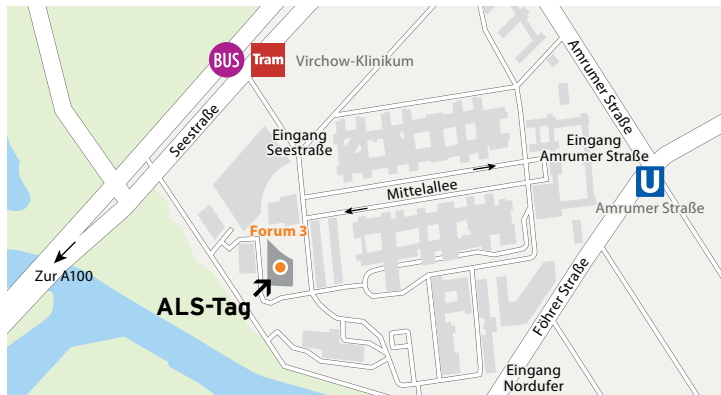 BUS Tram Virchow-Klinikum
Amrumer Straße
Seestraße
Eingang
Seestraße
Eingang
Amrumer Straße
U
Mittelallee
Amrumer Straße
Forum 3
Zur A100
ALS-Tag
Föhrer Straße
Eingang
Nordufer